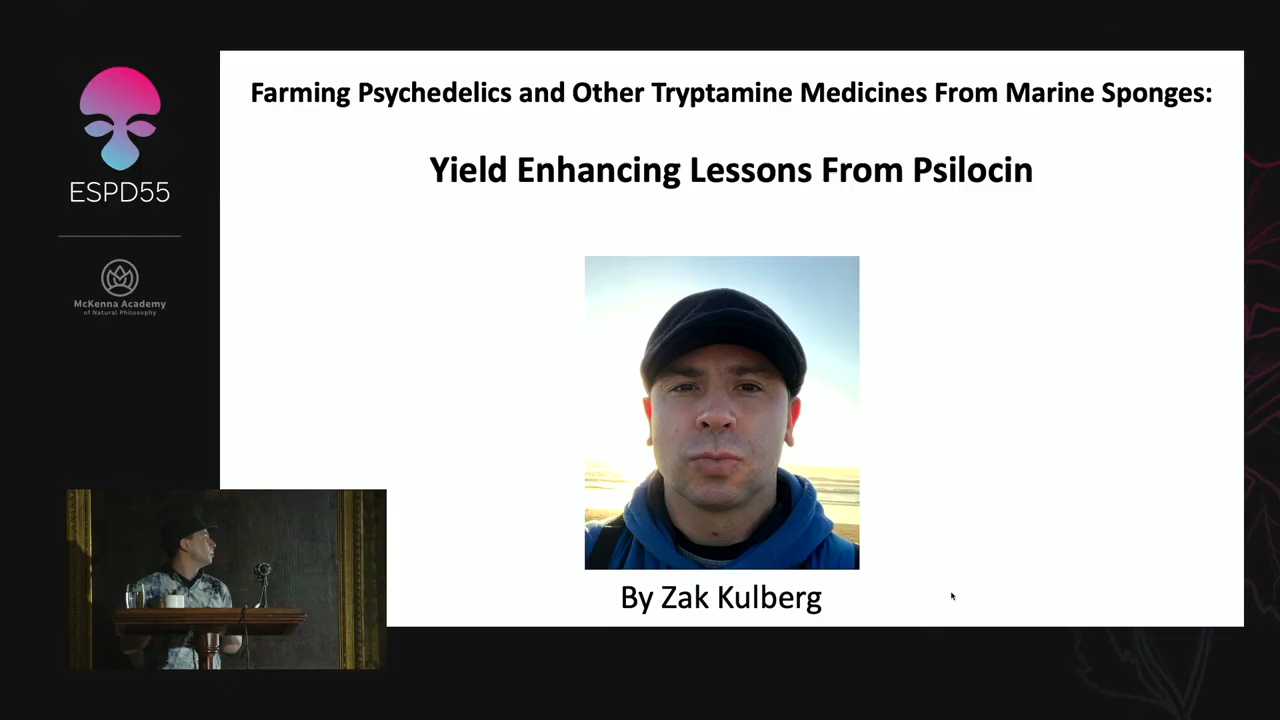 Farming Psychedelics and Other Tryptamine Medicines From Marine Sponges:
Yield Enhancing Lessons From Psilocin
ESPD55
McKenna Academy
of Natural Philosophy
By Zak Kulberg